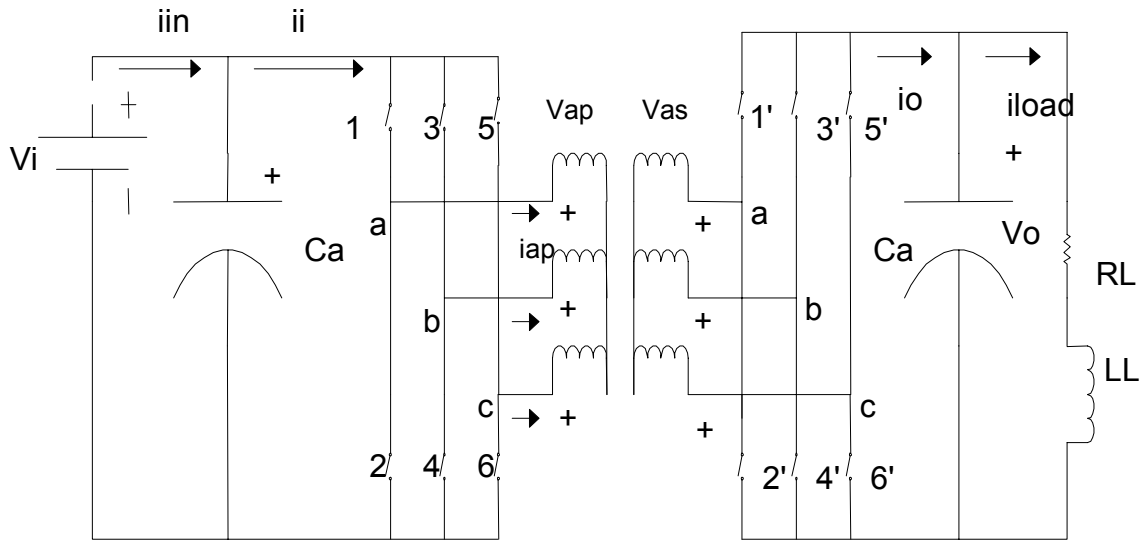 iin
ii
Vi
+
+
Ca
1
3
5
a
b
c
2
4
6
Vap
Vas
iap
+
+
+
+
+
+
1'
3'
5'
a
b
c
2'
4'
6'
io
iload
+
Ca
Vo
RL
LL